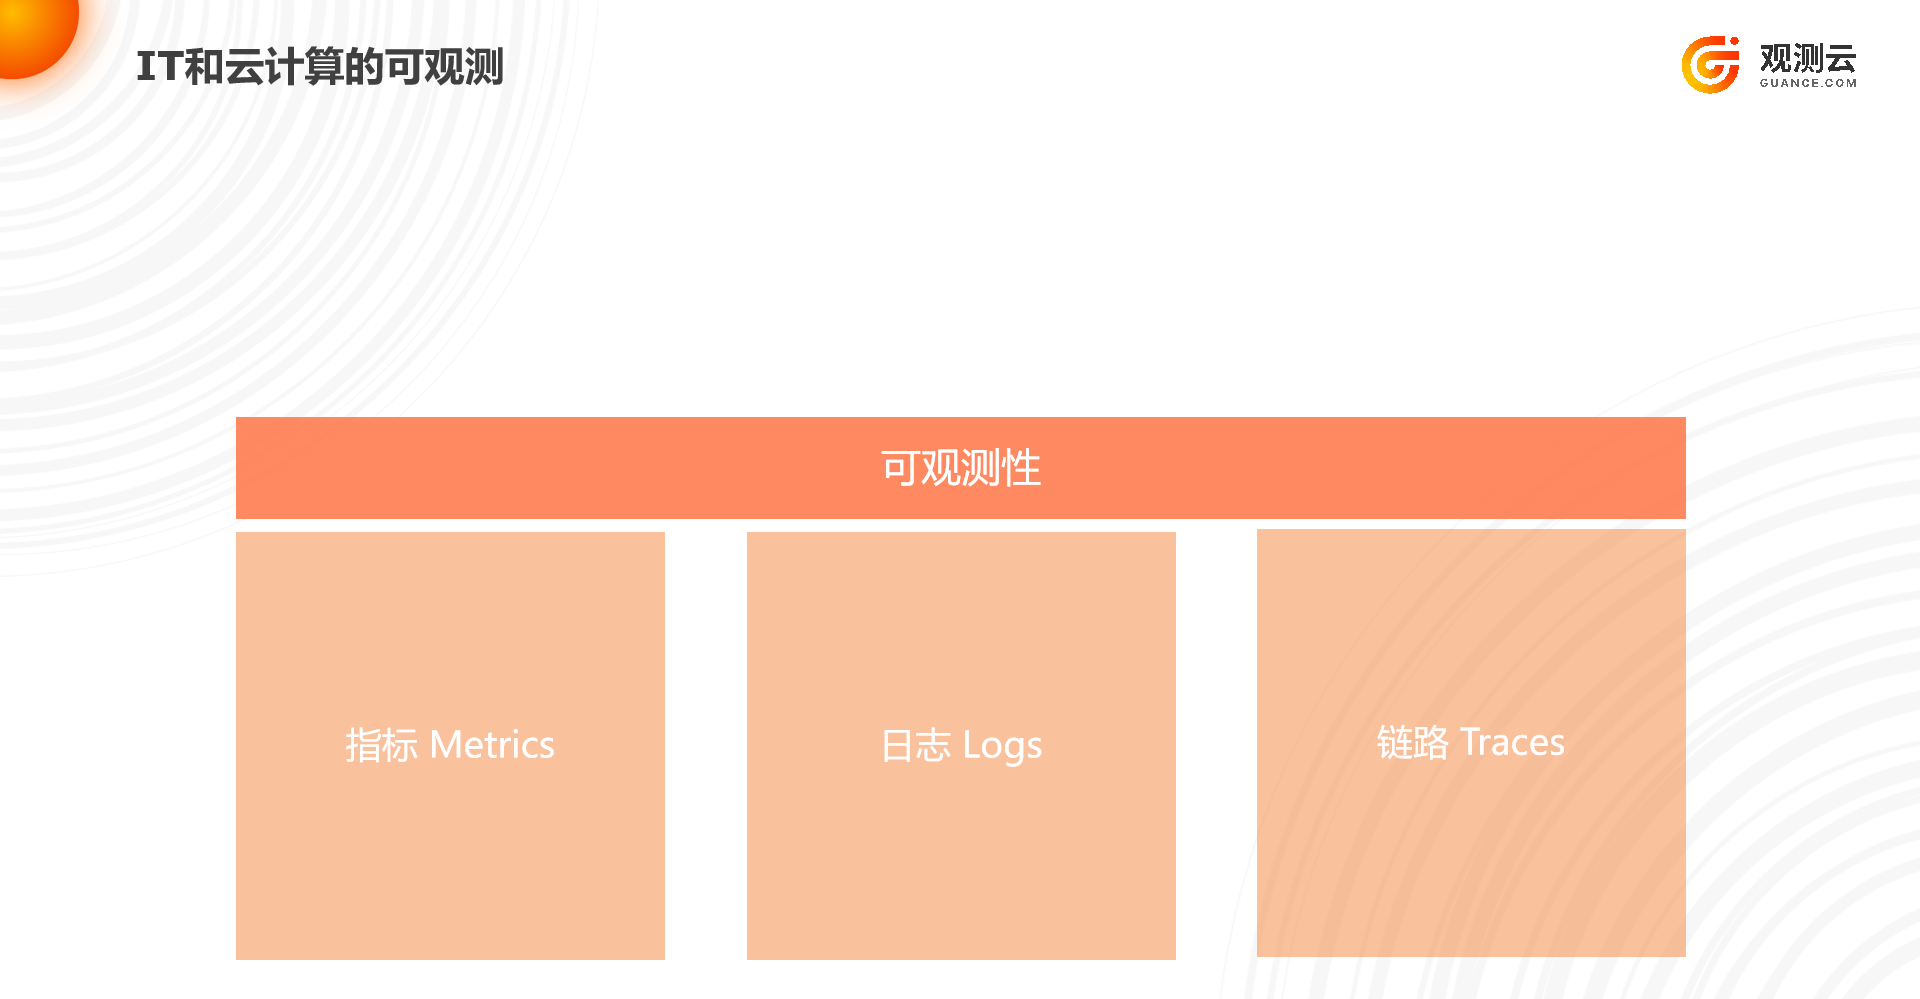 IT和云计算的可观测
观测云
GUANCE.COM
可观测性
指标 Metrics
日志 Logs
链路 Traces